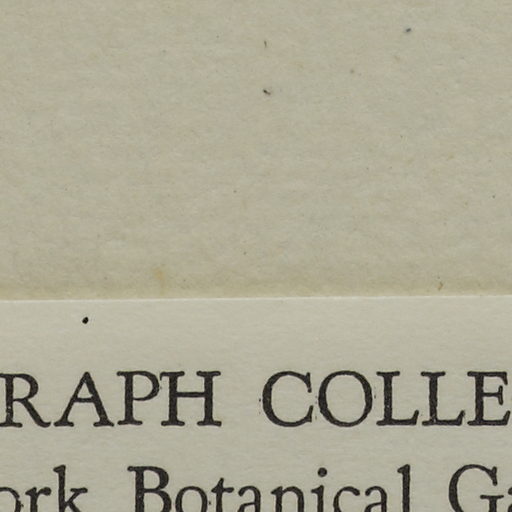 RAPH COLLE
ork Botanical Ga